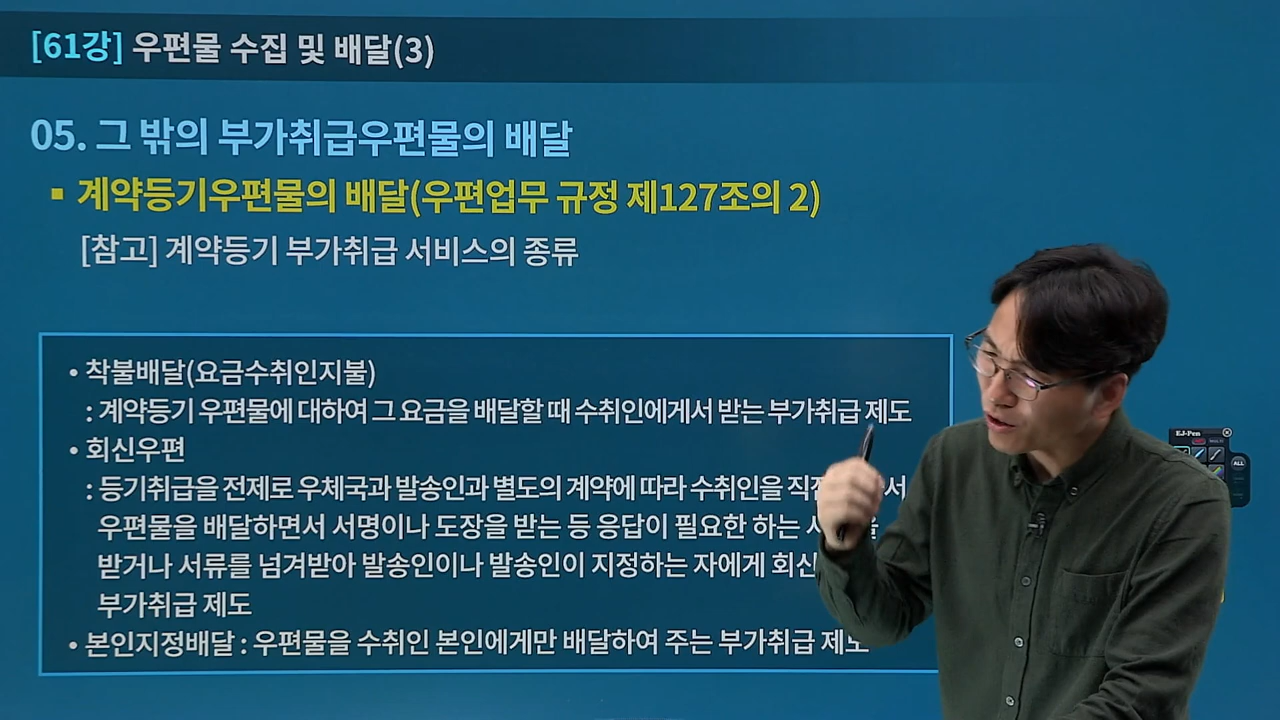 [61강] 우편물 수집 및 배달(3)
05. 그 밖의 부가취급우편물의 배달
▪ 계약등기우편물의 배달(우편업무 규정 제127조의 2)
[참고] 계약등기 부가취급 서비스의 종류
• 착불배달(요금수취인지불)
: 계약등기 우편물에 대하여 그 요금을 배달할 때 수취인에게서 받는 부가취급 제도
• 회신우편
: 등기취급을 전제로 우체국과 발송인과 별도의 계약에 따라 수취인을 서
우편물을 배달하면서 서명이나 도장을 받는 등 응답이 필요한 하는
받거나 서류를 넘겨받아 발송인이나 발송인이 지정하는 자에게 회신
부가취급 제도
• 본인지정배달 : 우편물을 수취인 본인에게만 배달하여 주는 부가취급 제도
EJ-Pen
ALL